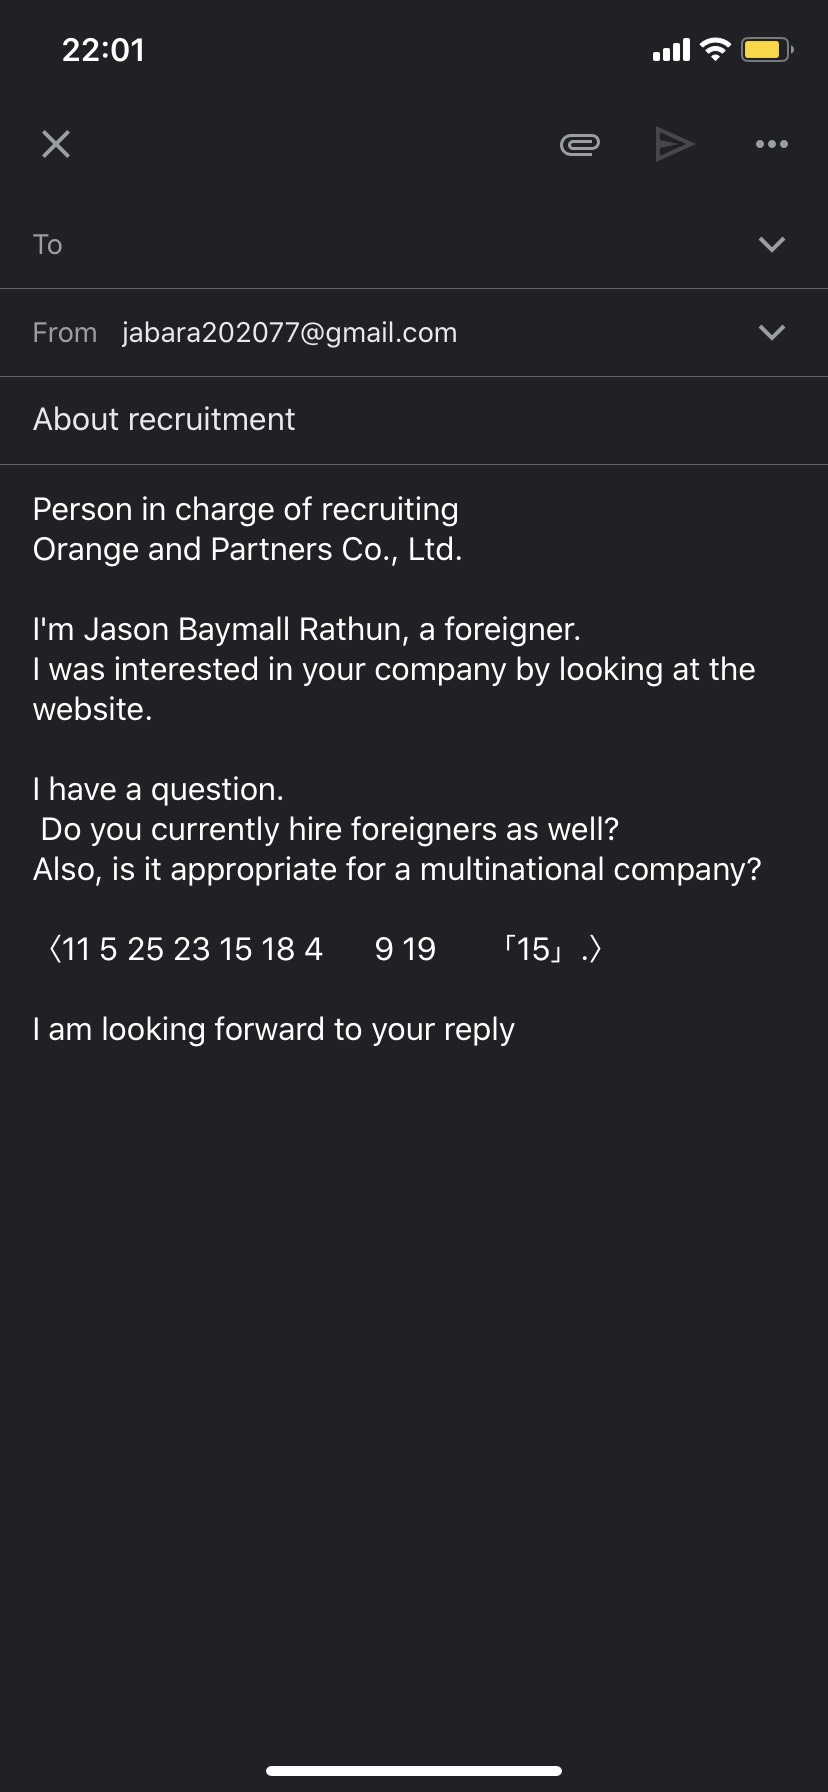 22:01
To
From jabara202077@gmail.com
About recruitment
Person in charge of recruiting
Orange and Partners Co., Ltd.
I'm Jason Baymall Rathun, a foreigner.
I was interested in your company by looking at the
website.
I have a question.
Do you currently hire foreigners as well?
Also, is it appropriate for a multinational company?
〈11 5 25 23 15 18 4　9 19　「15」.〉
I am looking forward to your reply